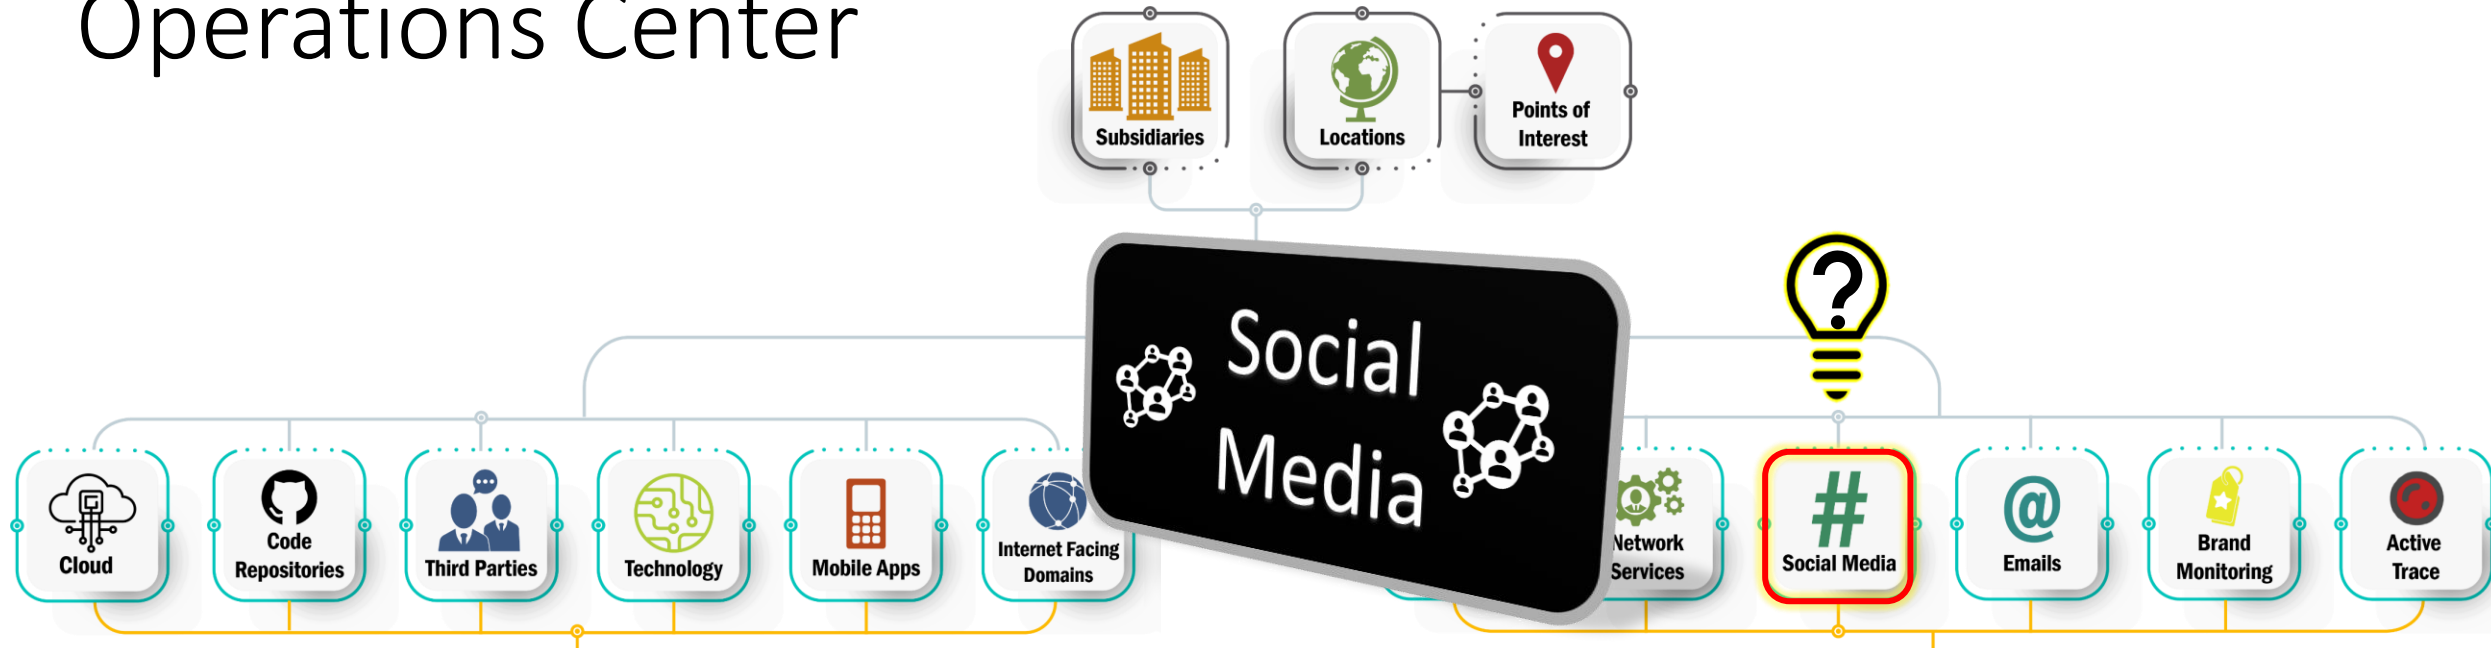 Operations Center
Subsidiaries
Locations
Points of
Interest
?
Social
Media
Cloud
Code
Repositories
Third Parties
Technology
Mobile Apps
Internet Facing
Domains
Network
Services
#
Social Media
@
Emails
Brand
Monitoring
Active
Trace